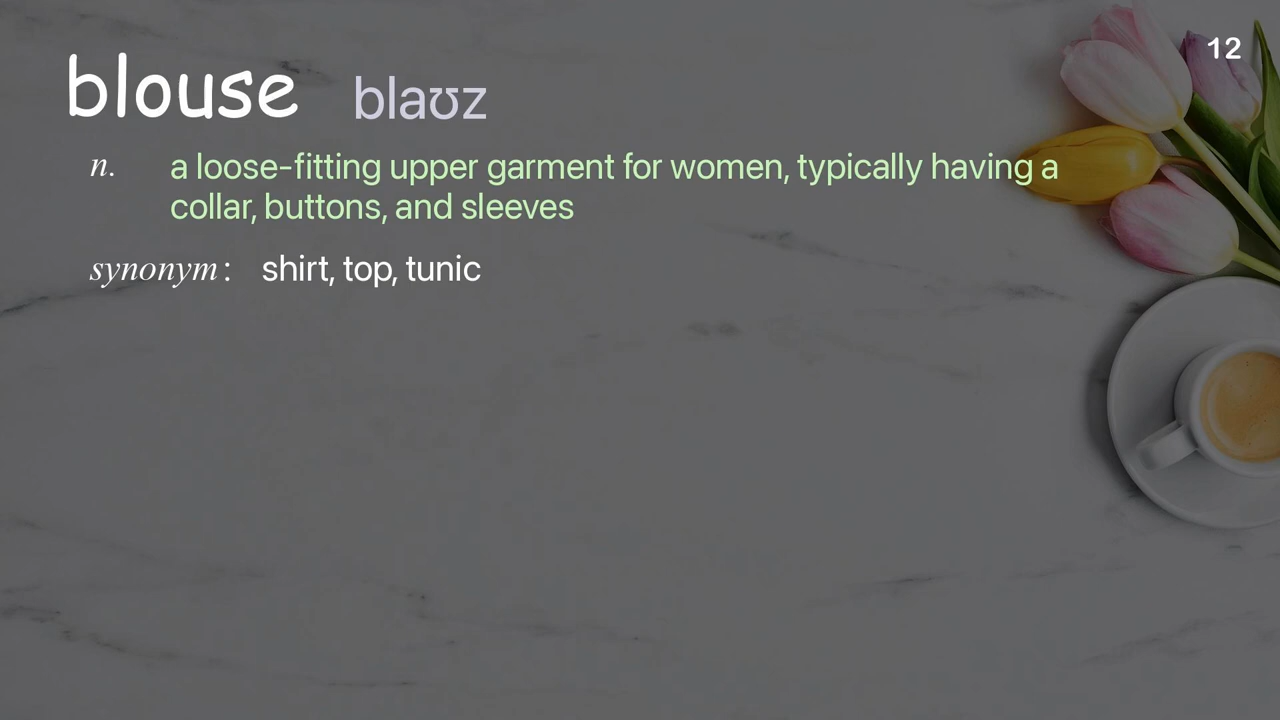 12
blouse blaʊz
n. a loose-fitting upper garment for women, typically having a
collar, buttons, and sleeves
synonym: shirt, top, tunic